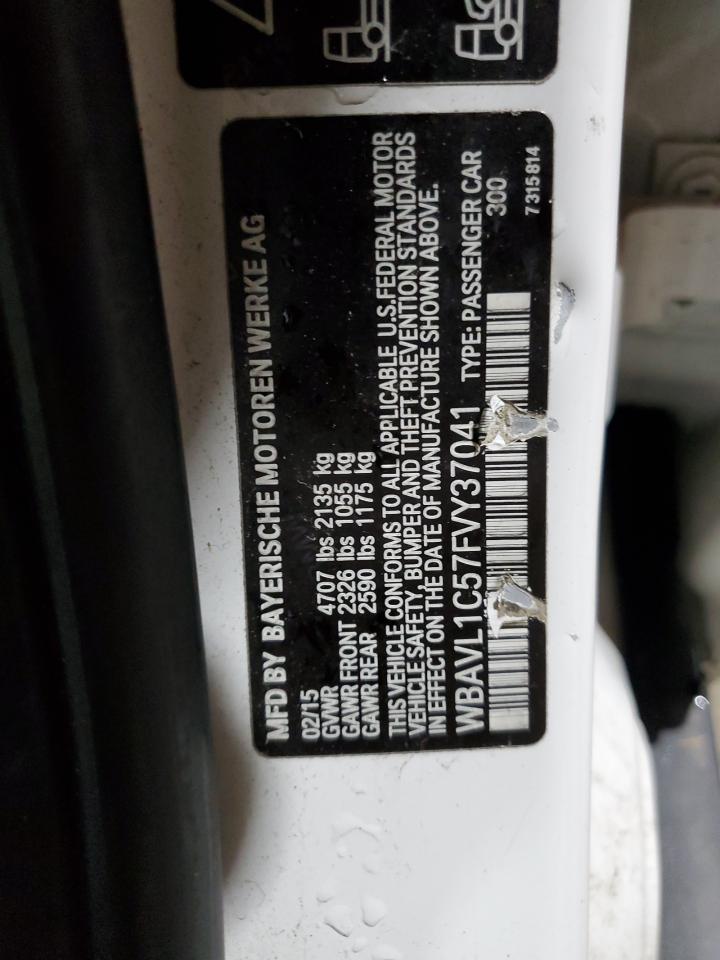 MFD BY BAYERISCHE MOTOREN WERKE AG
02/15
GVWR 4707 lbs 2135 kg
GAWR FRONT 2326 lbs 1055 kg
GAWR REAR 2590 lbs 1175 kg
THIS VEHICLE CONFORMS TO ALL APPLICABLE U.S.FEDERAL MOTOR
VEHICLE SAFETY, BUMPER AND THEFT PREVENTION STANDARDS
IN EFFECT ON THE DATE OF MANUFACTURE SHOWN ABOVE.
WBAVL1C57FVY37041 TYPE: PASSENGER CAR
300
7315814